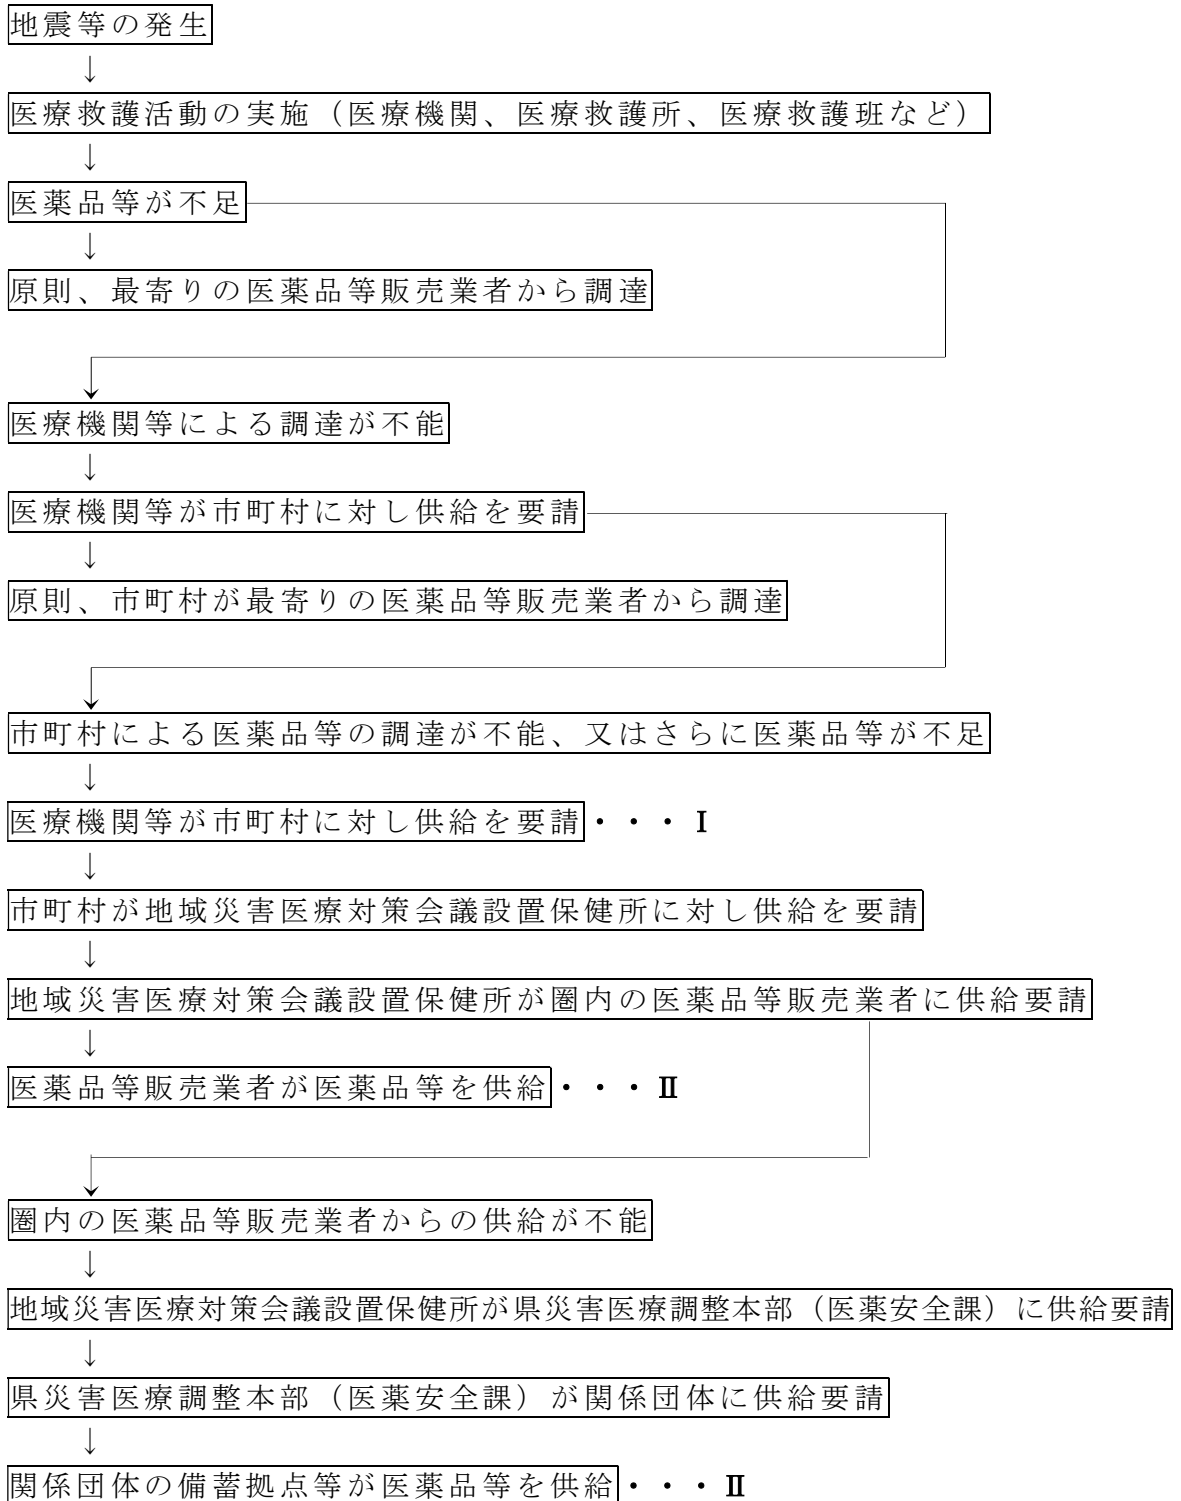 地震等の発生
↓
医療救護活動の実施（医療機関、医療救護所、医療救護班など）
↓
医薬品等が不足
↓
原則、最寄りの医薬品等販売業者から調達
医療機関等による調達が不能
↓
医療機関等が市町村に対し供給を要請
↓
原則、市町村が最寄りの医薬品等販売業者から調達
市町村による医薬品等の調達が不能、又はさらに医薬品等が不足
↓
医療機関等が市町村に対し供給を要請・・・Ⅰ
↓
市町村が地域災害医療対策会議設置保健所に対し供給を要請
↓
地域災害医療対策会議設置保健所が圏内の医薬品等販売業者に供給要請
↓
医薬品等販売業者が医薬品等を供給・・・Ⅱ
圏内の医薬品等販売業者からの供給が不能
↓
地域災害医療対策会議設置保健所が県災害医療調整本部（医薬安全課）に供給要請
↓
県災害医療調整本部（医薬安全課）が関係団体に供給要請
↓
関係団体の備蓄拠点等が医薬品等を供給・・・Ⅱ